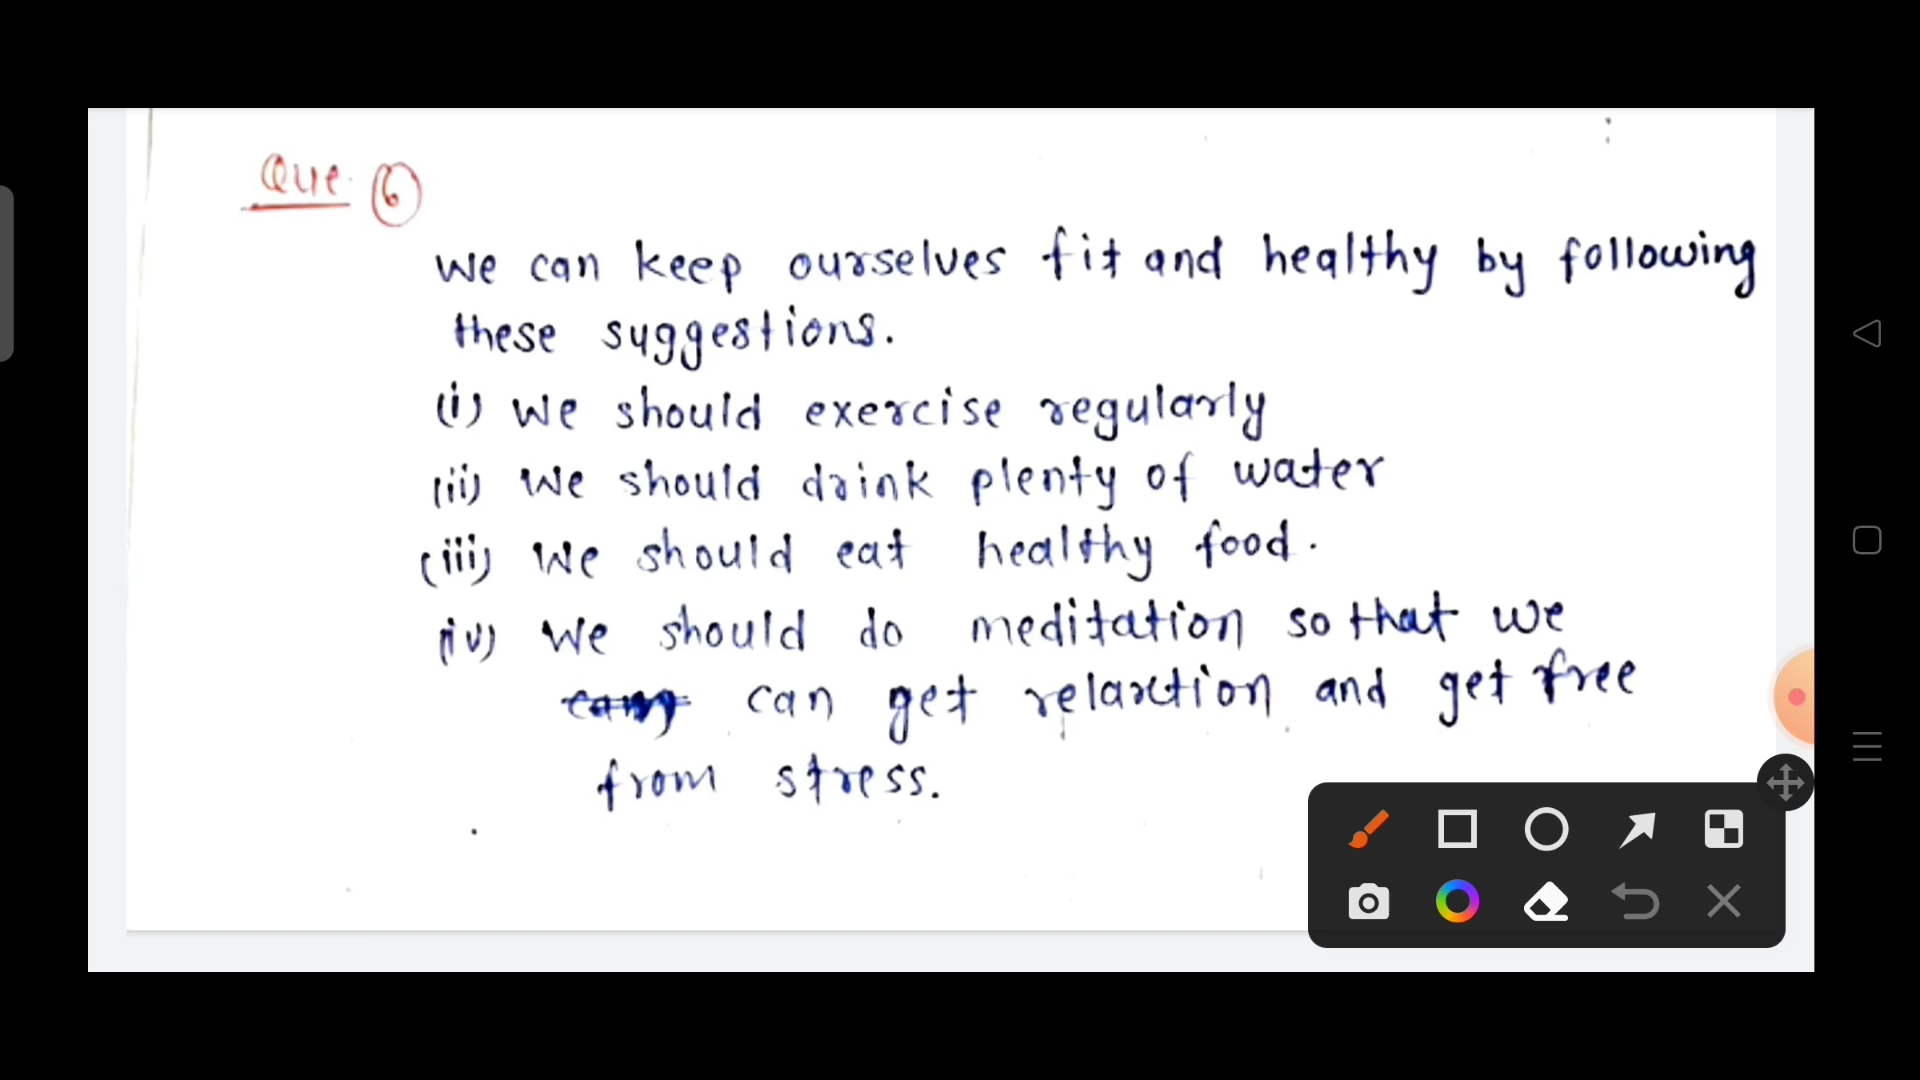 Que. 6
We can keep ourselves fit and healthy by following
these suggestions.
(i) We should exercise regularly
(ii) We should drink plenty of water
(iii) We should eat healthy food.
(iv) We should do meditation so that we
can get relaxtion and get free
from stress.